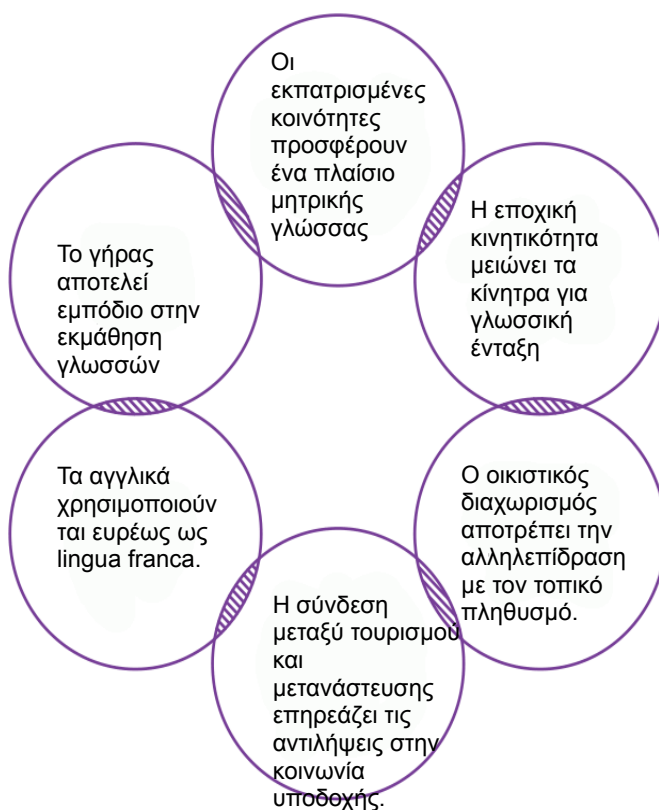 Οι
εκπατρισμένες
κοινότητες
προσφέρουν
ένα πλαίσιο
μητρικής
γλώσσας
Η εποχική
κινητικότητα
μειώνει τα
κίνητρα για
γλωσσική
ένταξη
Ο οικιστικός
διαχωρισμός
αποτρέπει την
αλληλεπίδραση
με τον τοπικό
πληθυσμό.
Η σύνδεση
μεταξύ τουρισμού
και
μετανάστευσης
επηρεάζει τις
αντιλήψεις στην
κοινωνία
υποδοχής.
Τα αγγλικά
χρησιμοποιούν
ται ευρέως ως
lingua franca.
Το γήρας
αποτελεί
εμπόδιο στην
εκμάθηση
γλωσσών